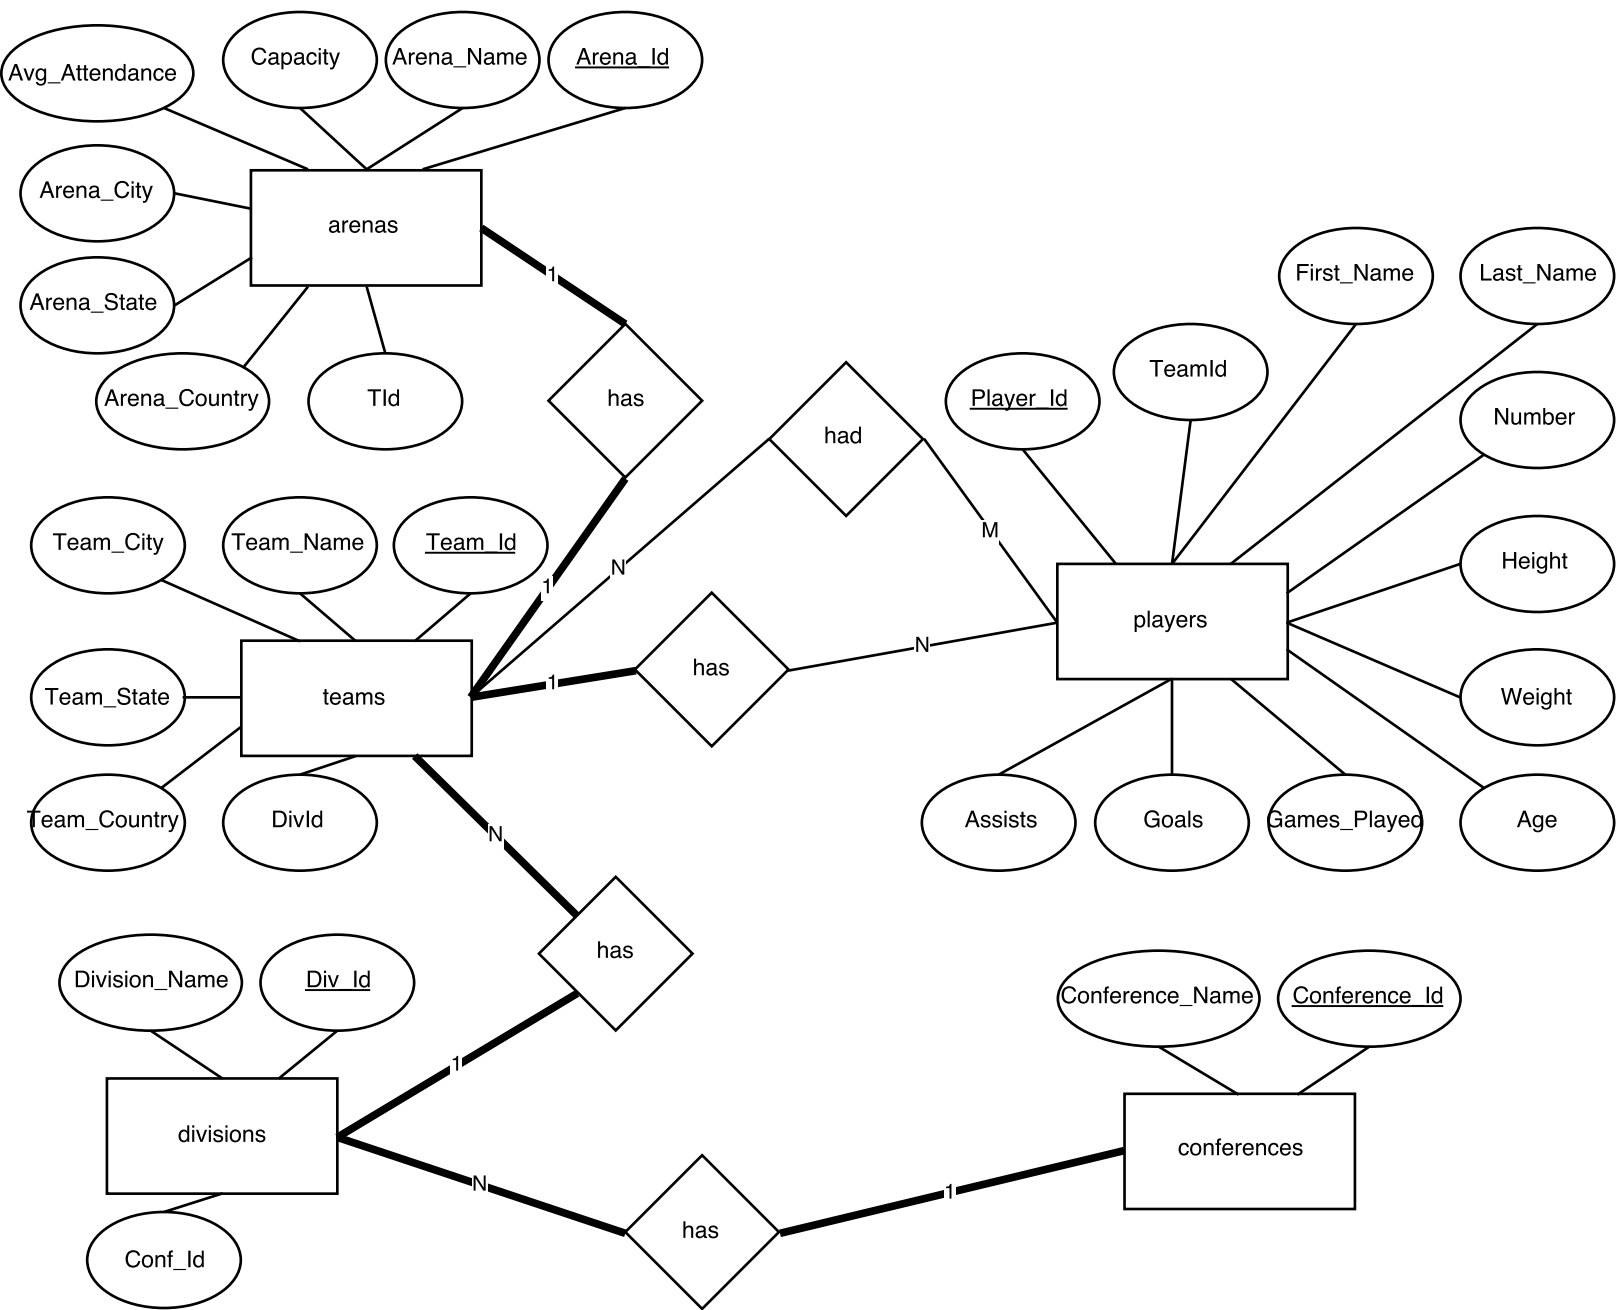 Avg_Attendance
Capacity
Arena_Name
Arena_Id
Arena_City
arenas
Arena_State
Arena_Country
TId
1
has
1
First_Name
Last_Name
TeamId
Player_Id
Number
had
N
M
Height
players
Team_City
Team_Name
Team_Id
Team_State
teams
1
has
N
Weight
Team_Country
DivId
Assists
Goals
Games_Played
Age
N
has
1
Division_Name
Div_Id
Conference_Name
Conference_Id
divisions
conferences
N
has
1
Conf_Id